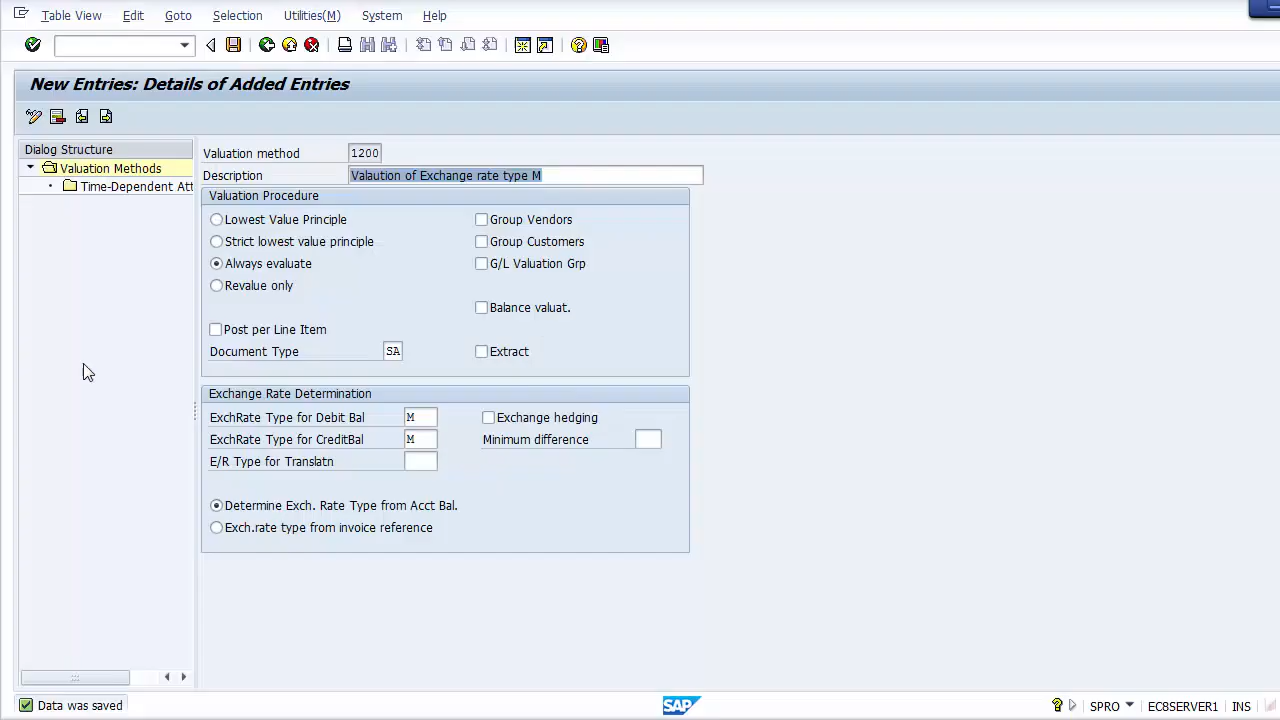 Table View Edit Goto Selection Utilities(M) System Help
New Entries: Details of Added Entries
Dialog Structure
Valuation Methods
Time-Dependent Att
Valuation method 1200
Description Valaution of Exchange rate type M
Valuation Procedure
Lowest Value Principle Group Vendors
Strict lowest value principle Group Customers
Always evaluate G/L Valuation Grp
Revalue only
Balance valuat.
Post per Line Item
Document Type SA Extract
Exchange Rate Determination
ExchRate Type for Debit Bal M Exchange hedging
ExchRate Type for CreditBal M Minimum difference
E/R Type for Translatn
Determine Exch. Rate Type from Acct Bal.
Exch.rate type from invoice reference
Data was saved SAP SPRO EC8SERVER1 INS